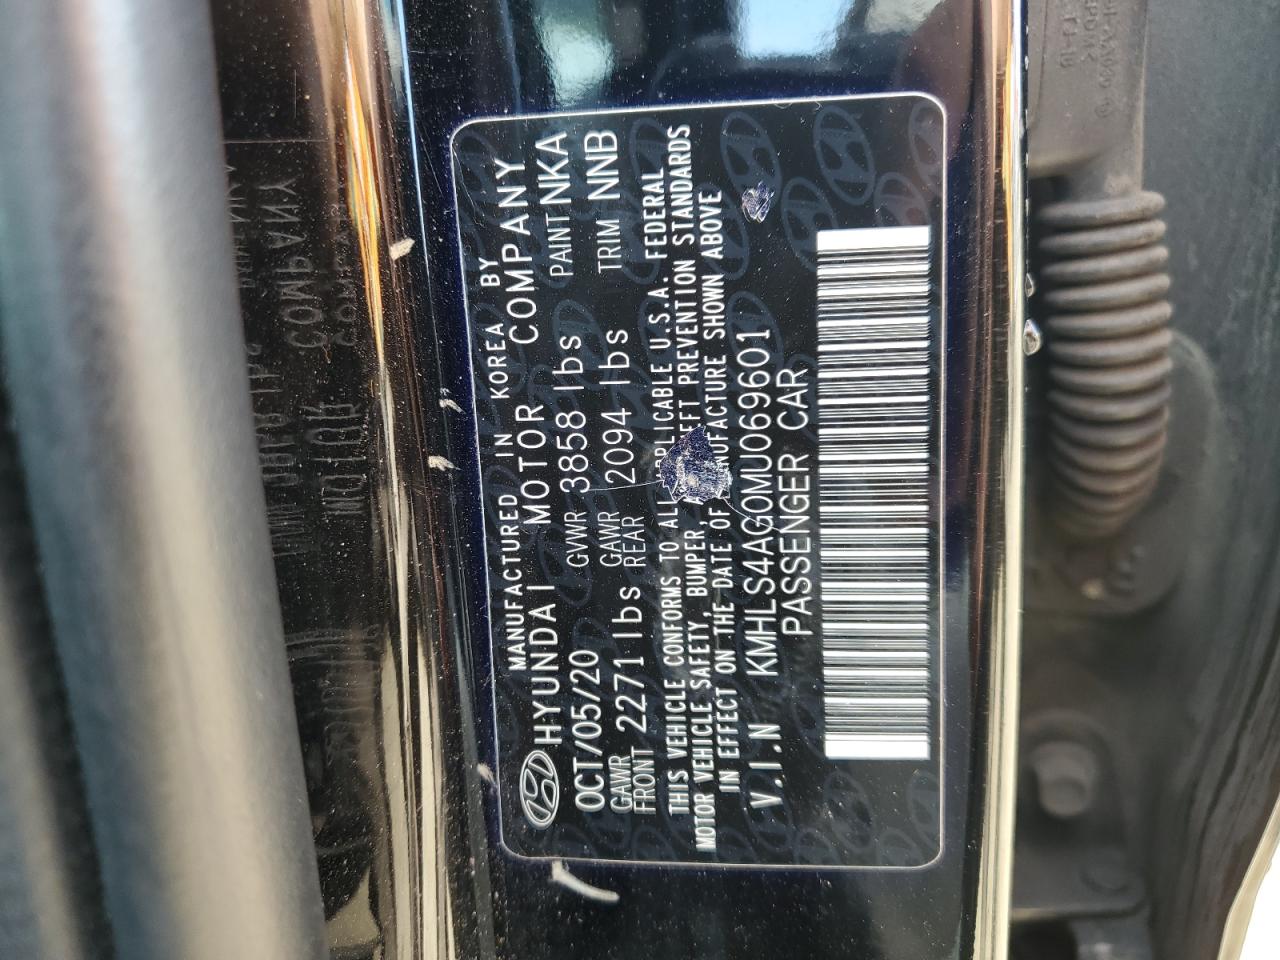 MANUFACTURED IN KOREA BY
HYUNDAI MOTOR COMPANY
OCT/05/20 GVWR 3858 lbs PAINT NKA
GAWR FRONT 2271 lbs GAWR REAR 2094 lbs TRIM NNB
THIS VEHICLE CONFORMS TO ALL APPLICABLE U.S.A. FEDERAL
MOTOR VEHICLE SAFETY, BUMPER, PREVENTION STANDARDS
IN EFFECT ON THE DATE OF MANUFACTURE SHOWN ABOVE
V.I.N KMHLS4AG0MU069601
PASSENGER CAR